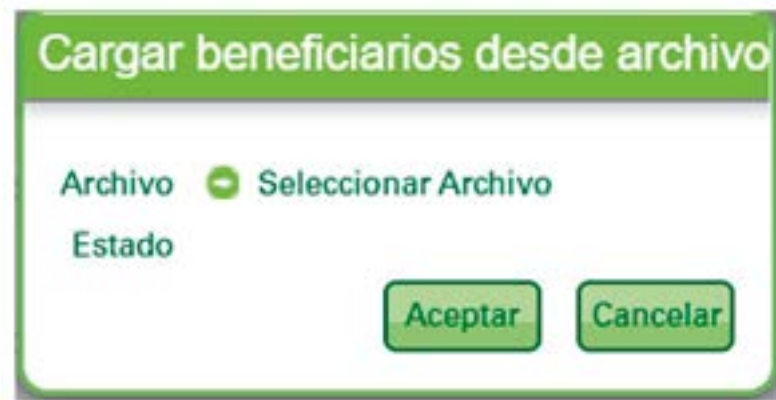 Cargar beneficiarios desde archivo
Archivo Seleccionar Archivo
Estado
Aceptar Cancelar